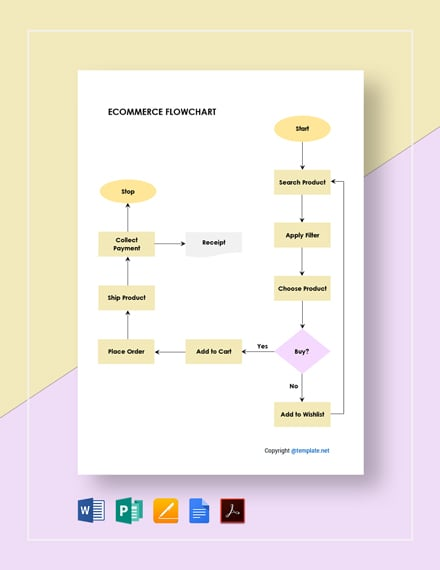 ECOMMERCE FLOWCHART
Start
Search Product
Apply Filter
Choose Product
Buy?
Yes
No
Add to Wishlist
Add to Cart
Place Order
Ship Product
Collect
Payment
Receipt
Stop
Copyright @template.net
W
P